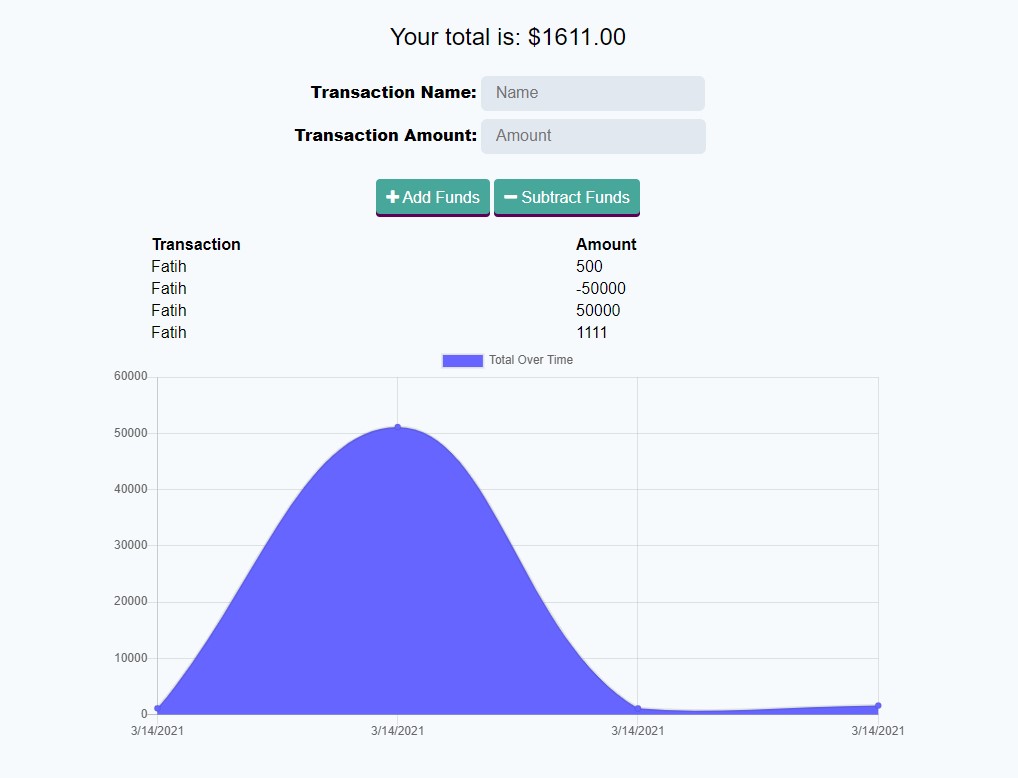 Your total is: $1611.00
Transaction Name: Name
Transaction Amount: Amount
Add Funds Subtract Funds
Transaction Amount
Fatih 500
Fatih -50000
Fatih 50000
Fatih 1111
Total Over Time
60000
50000
40000
30000
20000
10000
0
3/14/2021 3/14/2021 3/14/2021 3/14/2021